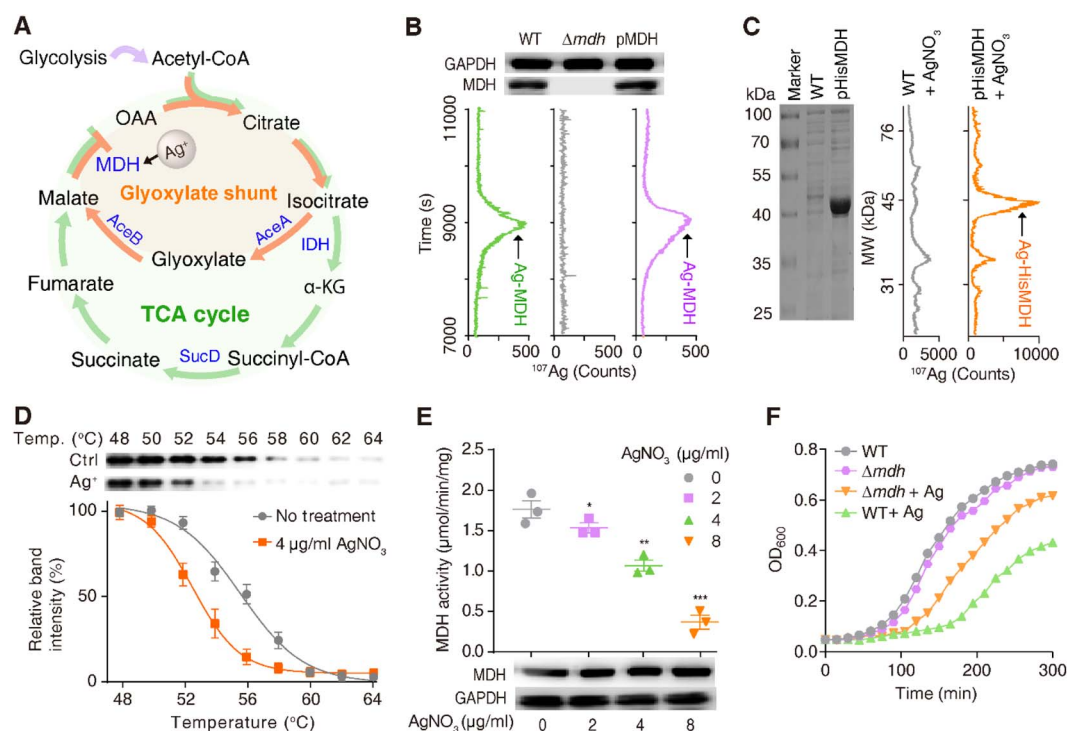 A
Glycolysis
Acetyl-CoA
OAA
Citrate
MDH
Ag+
Glyoxylate shunt
Malate
Isocitrate
AceB
AceA
IDH
Glyoxylate
Fumarate
α-KG
TCA cycle
Succinate
SucD
Succinyl-CoA
B
WT Δmdh pMDH
GAPDH
MDH
Time (s)
11000
9000
7000
Ag-MDH
Ag-MDH
0 500 0 500 0 500
107Ag (Counts)
C
kDa
Marker
WT
pHisMDH
WT
+ AgNO3
pHisMDH
+ AgNO3
100
70
55
40
35
25
MW (kDa)
76
45
31
Ag-HisMDH
0 5000 0 10000
107Ag (Counts)
D
Temp. (°C) 48 50 52 54 56 58 60 62 64
Ctrl
Ag+
No treatment
4 µg/ml AgNO3
Relative band
intensity (%)
100
50
0
48 52 56 60 64
Temperature (°C)
E
AgNO3 (µg/ml)
0
2
4
8
MDH activity (µmol/min/mg)
2.5
2.0
1.5
1.0
0.5
0.0
*
**
***
MDH
GAPDH
AgNO3 (µg/ml) 0 2 4 8
F
WT
Δmdh
Δmdh + Ag
WT+ Ag
OD600
0.8
0.6
0.4
0.2
0.0
0 100 200 300
Time (min)